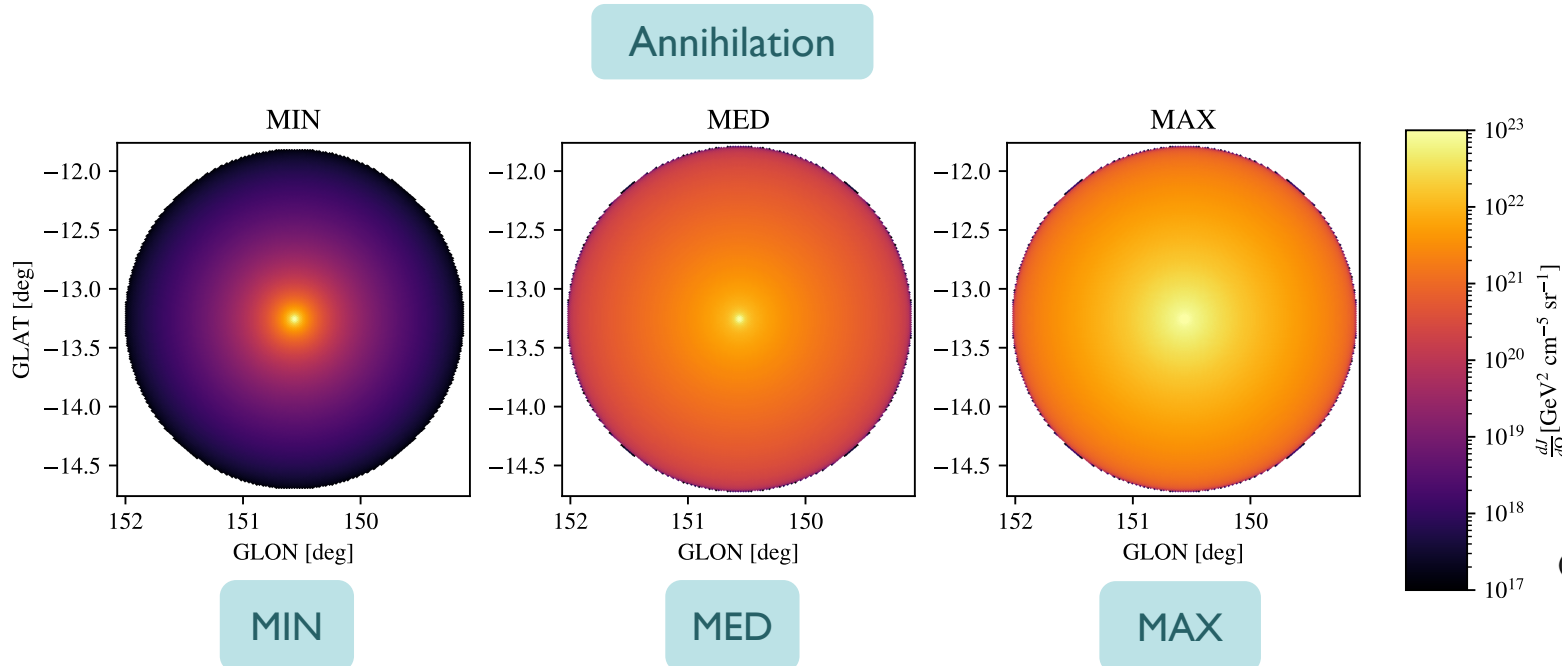 Annihilation
MIN
MED
MAX
GLAT [deg]
−12.0
−12.5
−13.0
−13.5
−14.0
−14.5
152
151
150
GLON [deg]
−12.0
−12.5
−13.0
−13.5
−14.0
−14.5
152
151
150
GLON [deg]
−12.0
−12.5
−13.0
−13.5
−14.0
−14.5
152
151
150
GLON [deg]
10²³
10²²
10²¹
10²⁰
10¹⁹
10¹⁸
10¹⁷
[GeV² cm⁻⁵ sr⁻¹]
MIN
MED
MAX